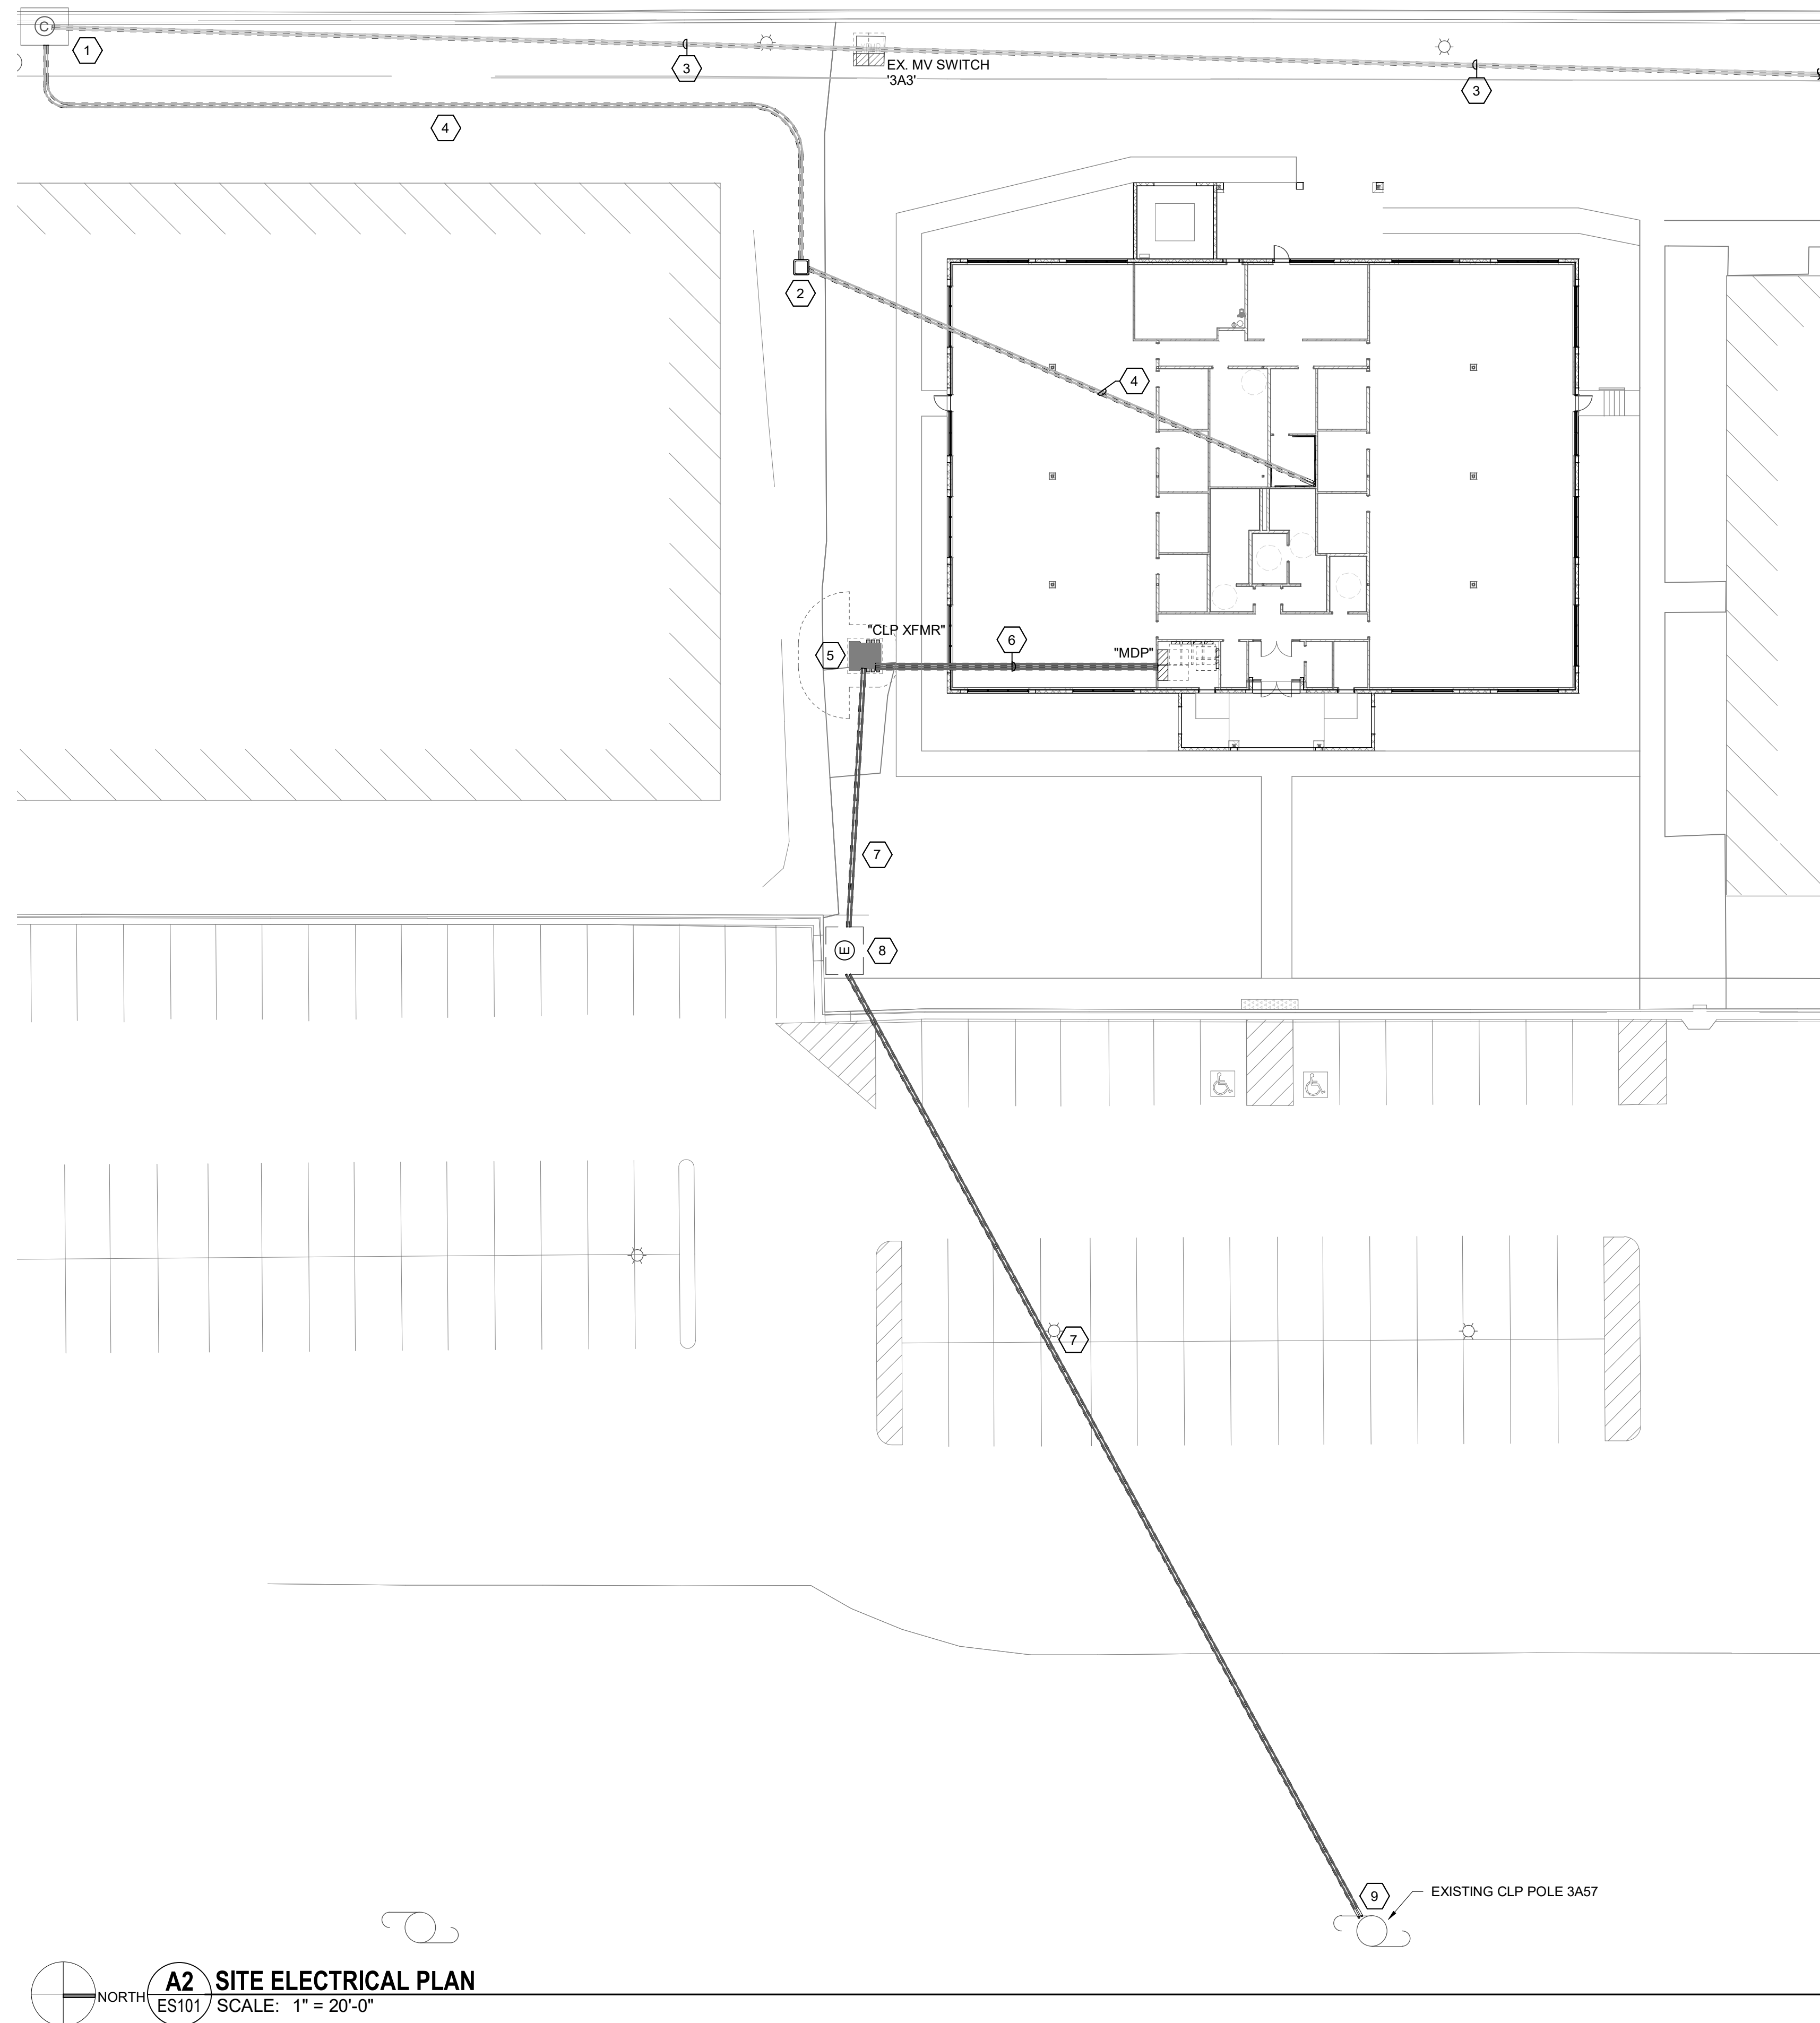 C
1
3
EX. MV SWITCH
'3A3'
3
4
2
4
"CLP XFMR"
5
6
"MDP"
7
E
8
7
9
EXISTING CLP POLE 3A57
NORTH
A2
ES101
SITE ELECTRICAL PLAN
SCALE: 1" = 20'-0"